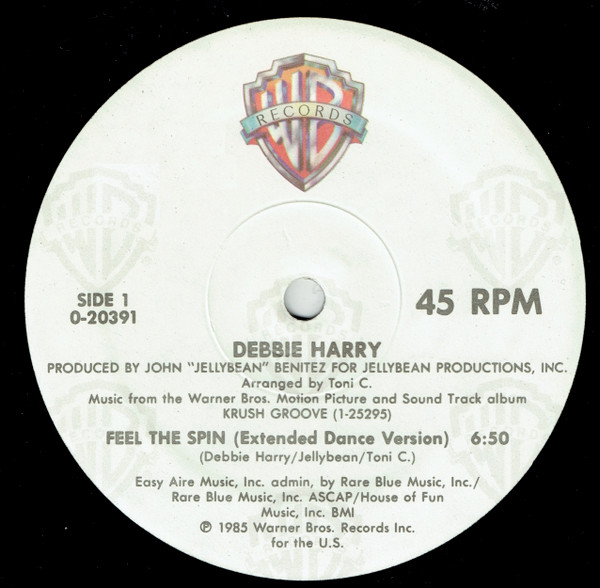 WB
RECORDS
SIDE 1
0-20391
45 RPM
DEBBIE HARRY
PRODUCED BY JOHN "JELLYBEAN" BENITEZ FOR JELLYBEAN PRODUCTIONS, INC.
Arranged by Toni C.
Music from the Warner Bros. Motion Picture and Sound Track album
KRUSH GROOVE (1-25295)
FEEL THE SPIN (Extended Dance Version) 6:50
(Debbie Harry/Jellybean/Toni C.)
Easy Aire Music, Inc. admin, by Rare Blue Music, Inc./
Rare Blue Music, Inc. ASCAP/House of Fun
Music, Inc. BMI
℗ 1985 Warner Bros. Records Inc.
for the U.S.